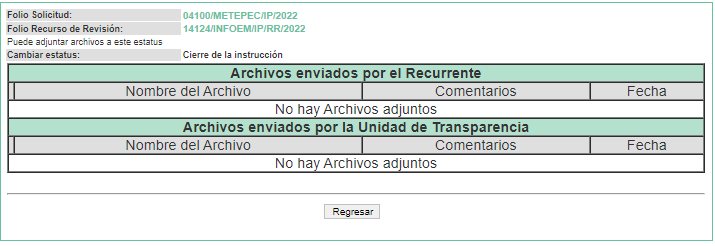 Folio Solicitud: 04100/METEPEC/IP/2022
Folio Recurso de Revisión: 14124/INFOEM/IP/RR/2022
Puede adjuntar archivos a este estatus
Cambiar estatus: Cierre de la instrucción
Archivos enviados por el Recurrente
Nombre del Archivo Comentarios Fecha
No hay Archivos adjuntos
Archivos enviados por la Unidad de Transparencia
Nombre del Archivo Comentarios Fecha
No hay Archivos adjuntos
Regresar